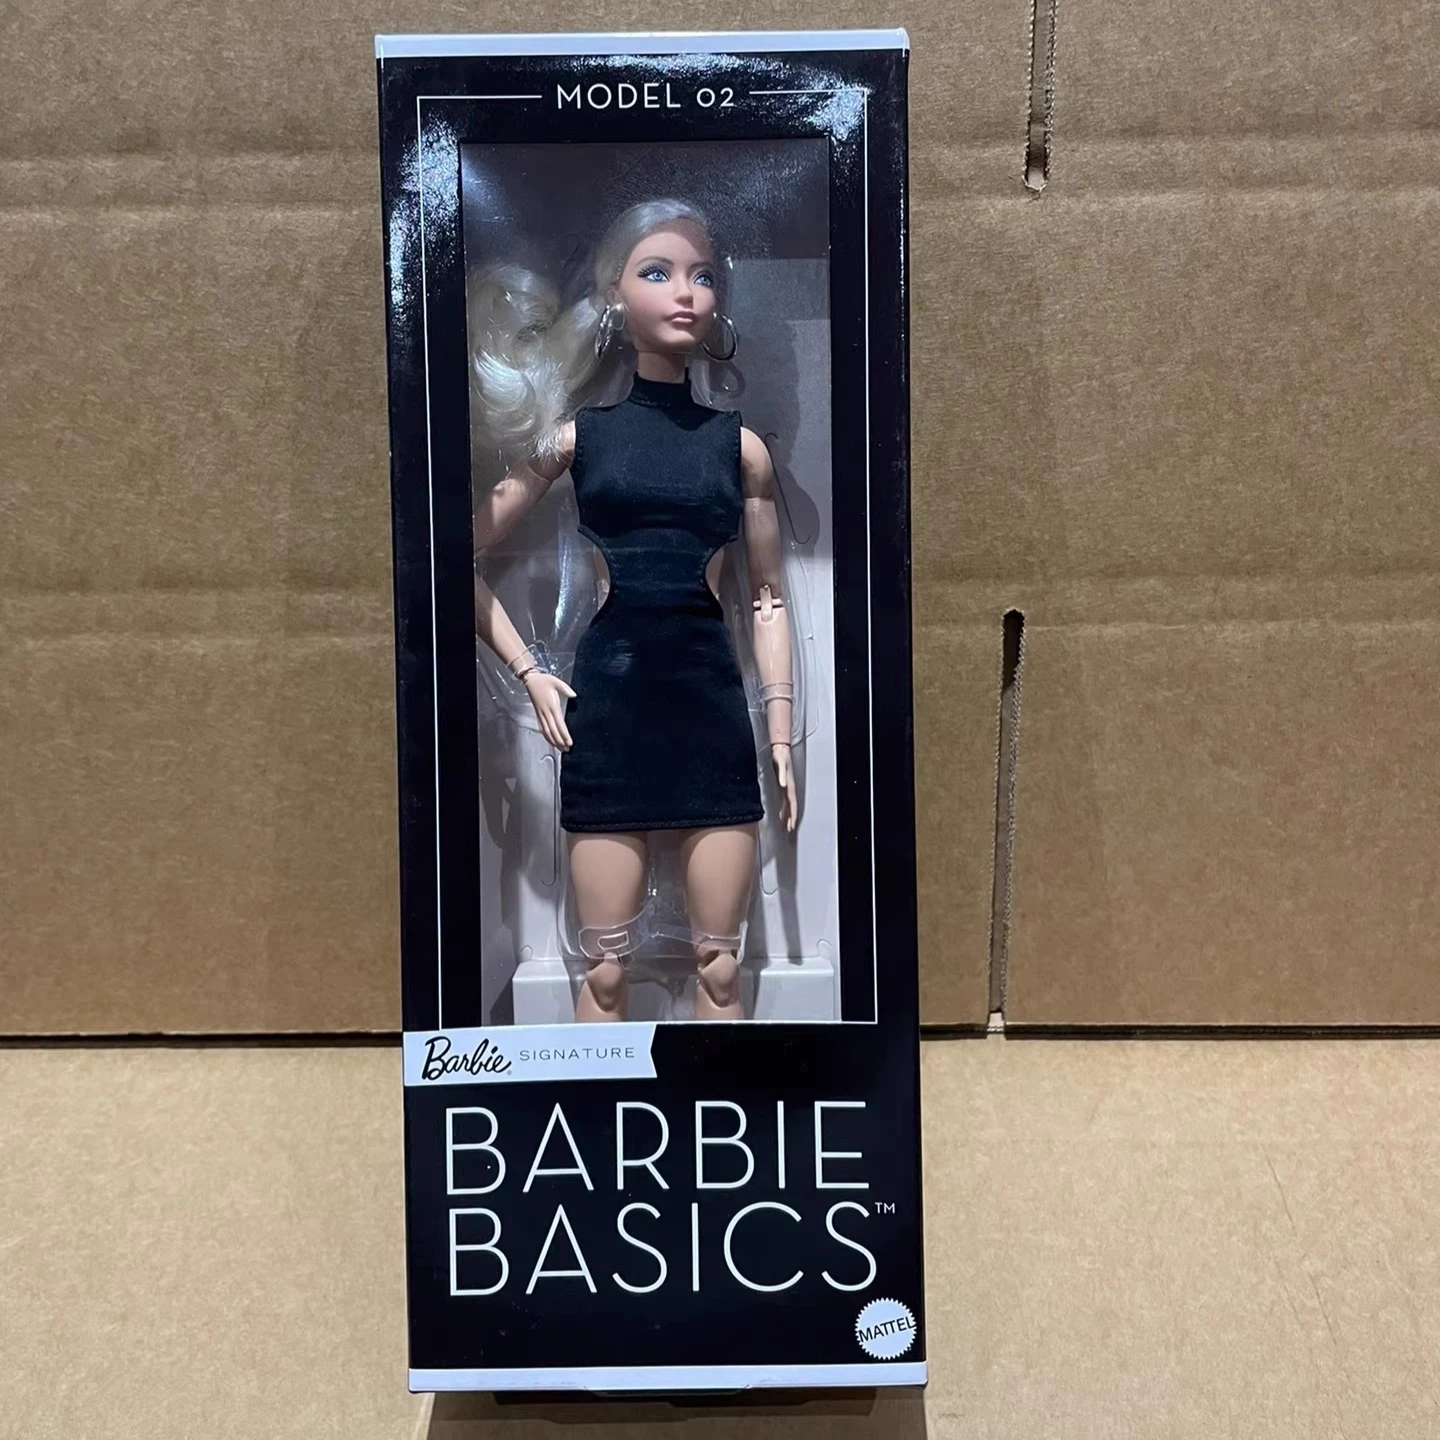 MODEL 02
Barbie SIGNATURE
BARBIE
BASICS™
MATTEL